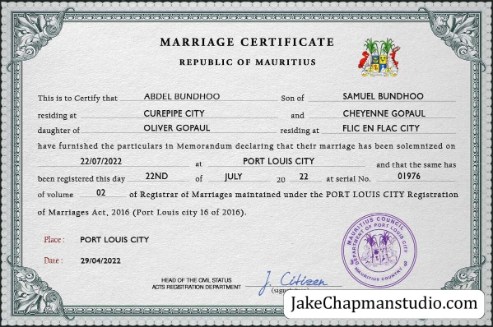 MARRIAGE CERTIFICATE
REPUBLIC OF MAURITIUS
This is to Certify that ABDEL BUNDHOO Son of SAMUEL BUNDHOO
residing at CUREPIPE CITY and CHEYENNE GOPAUL
daughter of OLIVER GOPAUL residing at FLIC EN FLAC CITY
have furnished the particulars in Memorandum declaring that their marriage has been solemnized on
22/07/2022 at PORT LOUIS CITY and that the same has
been registered this day 22ND of JULY 20 22 at serial No. 01976
of volume 02 of Registrar of Marriages maintained under the PORT LOUIS CITY Registration
of Marriages Act, 2016 (Port Louis city 16 of 2016).
Place : PORT LOUIS CITY
Date : 29/04/2022
HEAD OF THE CIVIL STATUS
ACTS REGISTRATION DEPARTMENT
J. Citizen
MAURITIUS COUNCIL
DEPARTMENT OF PORT LOUIS CITY
MAURITIUS COUNTRY
JakeChapmanstudio.com